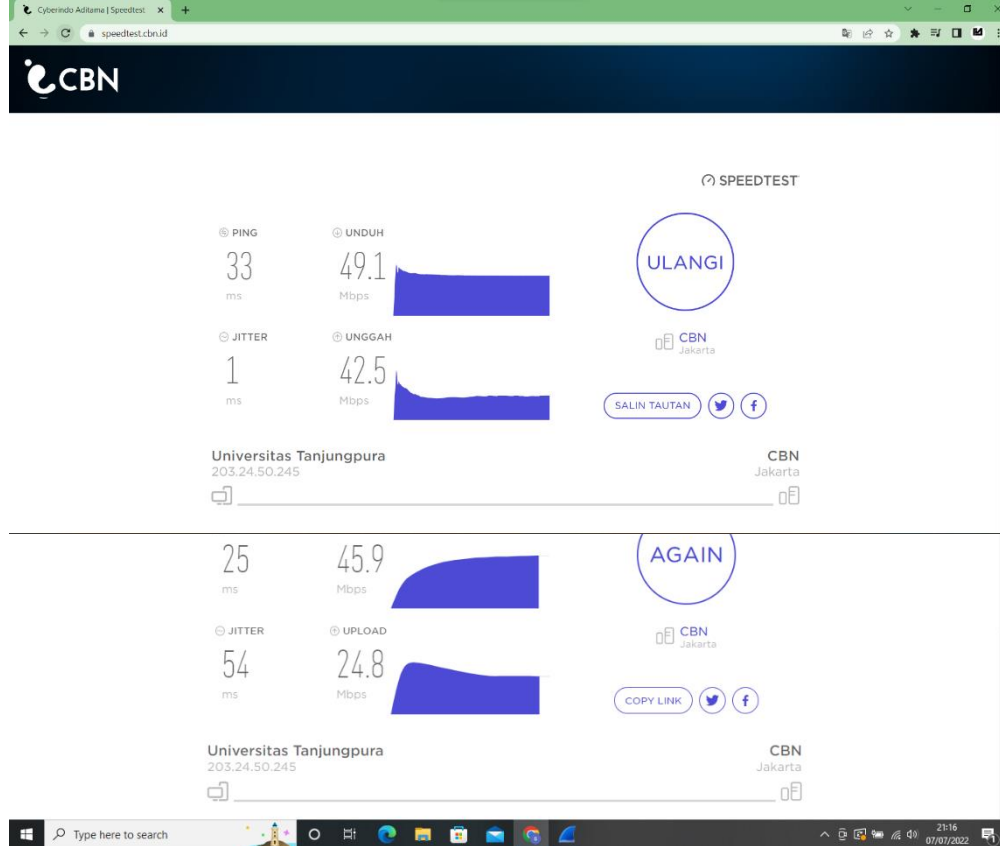 Cyberindo Aditama | Speedtest
speedtest.cbn.id
CBN
SPEEDTEST
PING
UNDUH
33
49.1
ms
Mbps
ULANGI
JITTER
UNGGAH
1
42.5
ms
Mbps
CBN
Jakarta
SALIN TAUTAN
Universitas Tanjungpura
203.24.50.245
CBN
Jakarta
25
45.9
ms
Mbps
AGAIN
JITTER
UPLOAD
54
24.8
ms
Mbps
CBN
Jakarta
COPY LINK
Universitas Tanjungpura
203.24.50.245
CBN
Jakarta
Type here to search
21:16
07/07/2022